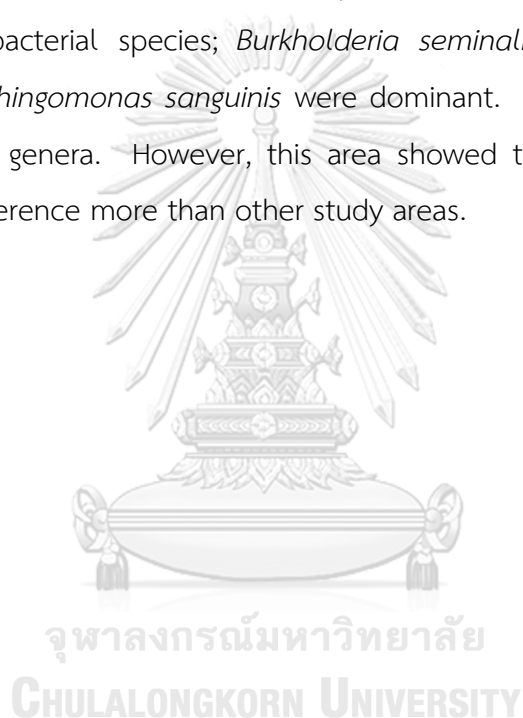 bacterial species; Burkholderia seminal
hingomonas sanguinis were dominant.
genera. However, this area showed t
erence more than other study areas.
จุฬาลงกรณ์มหาวิทยาลัย
CHULALONGKORN UNIVERSITY